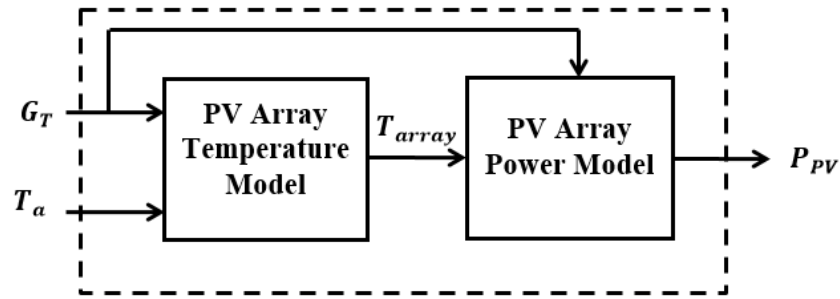 G_T
T_a
PV Array
Temperature
Model
T_array
PV Array
Power Model
P_PV